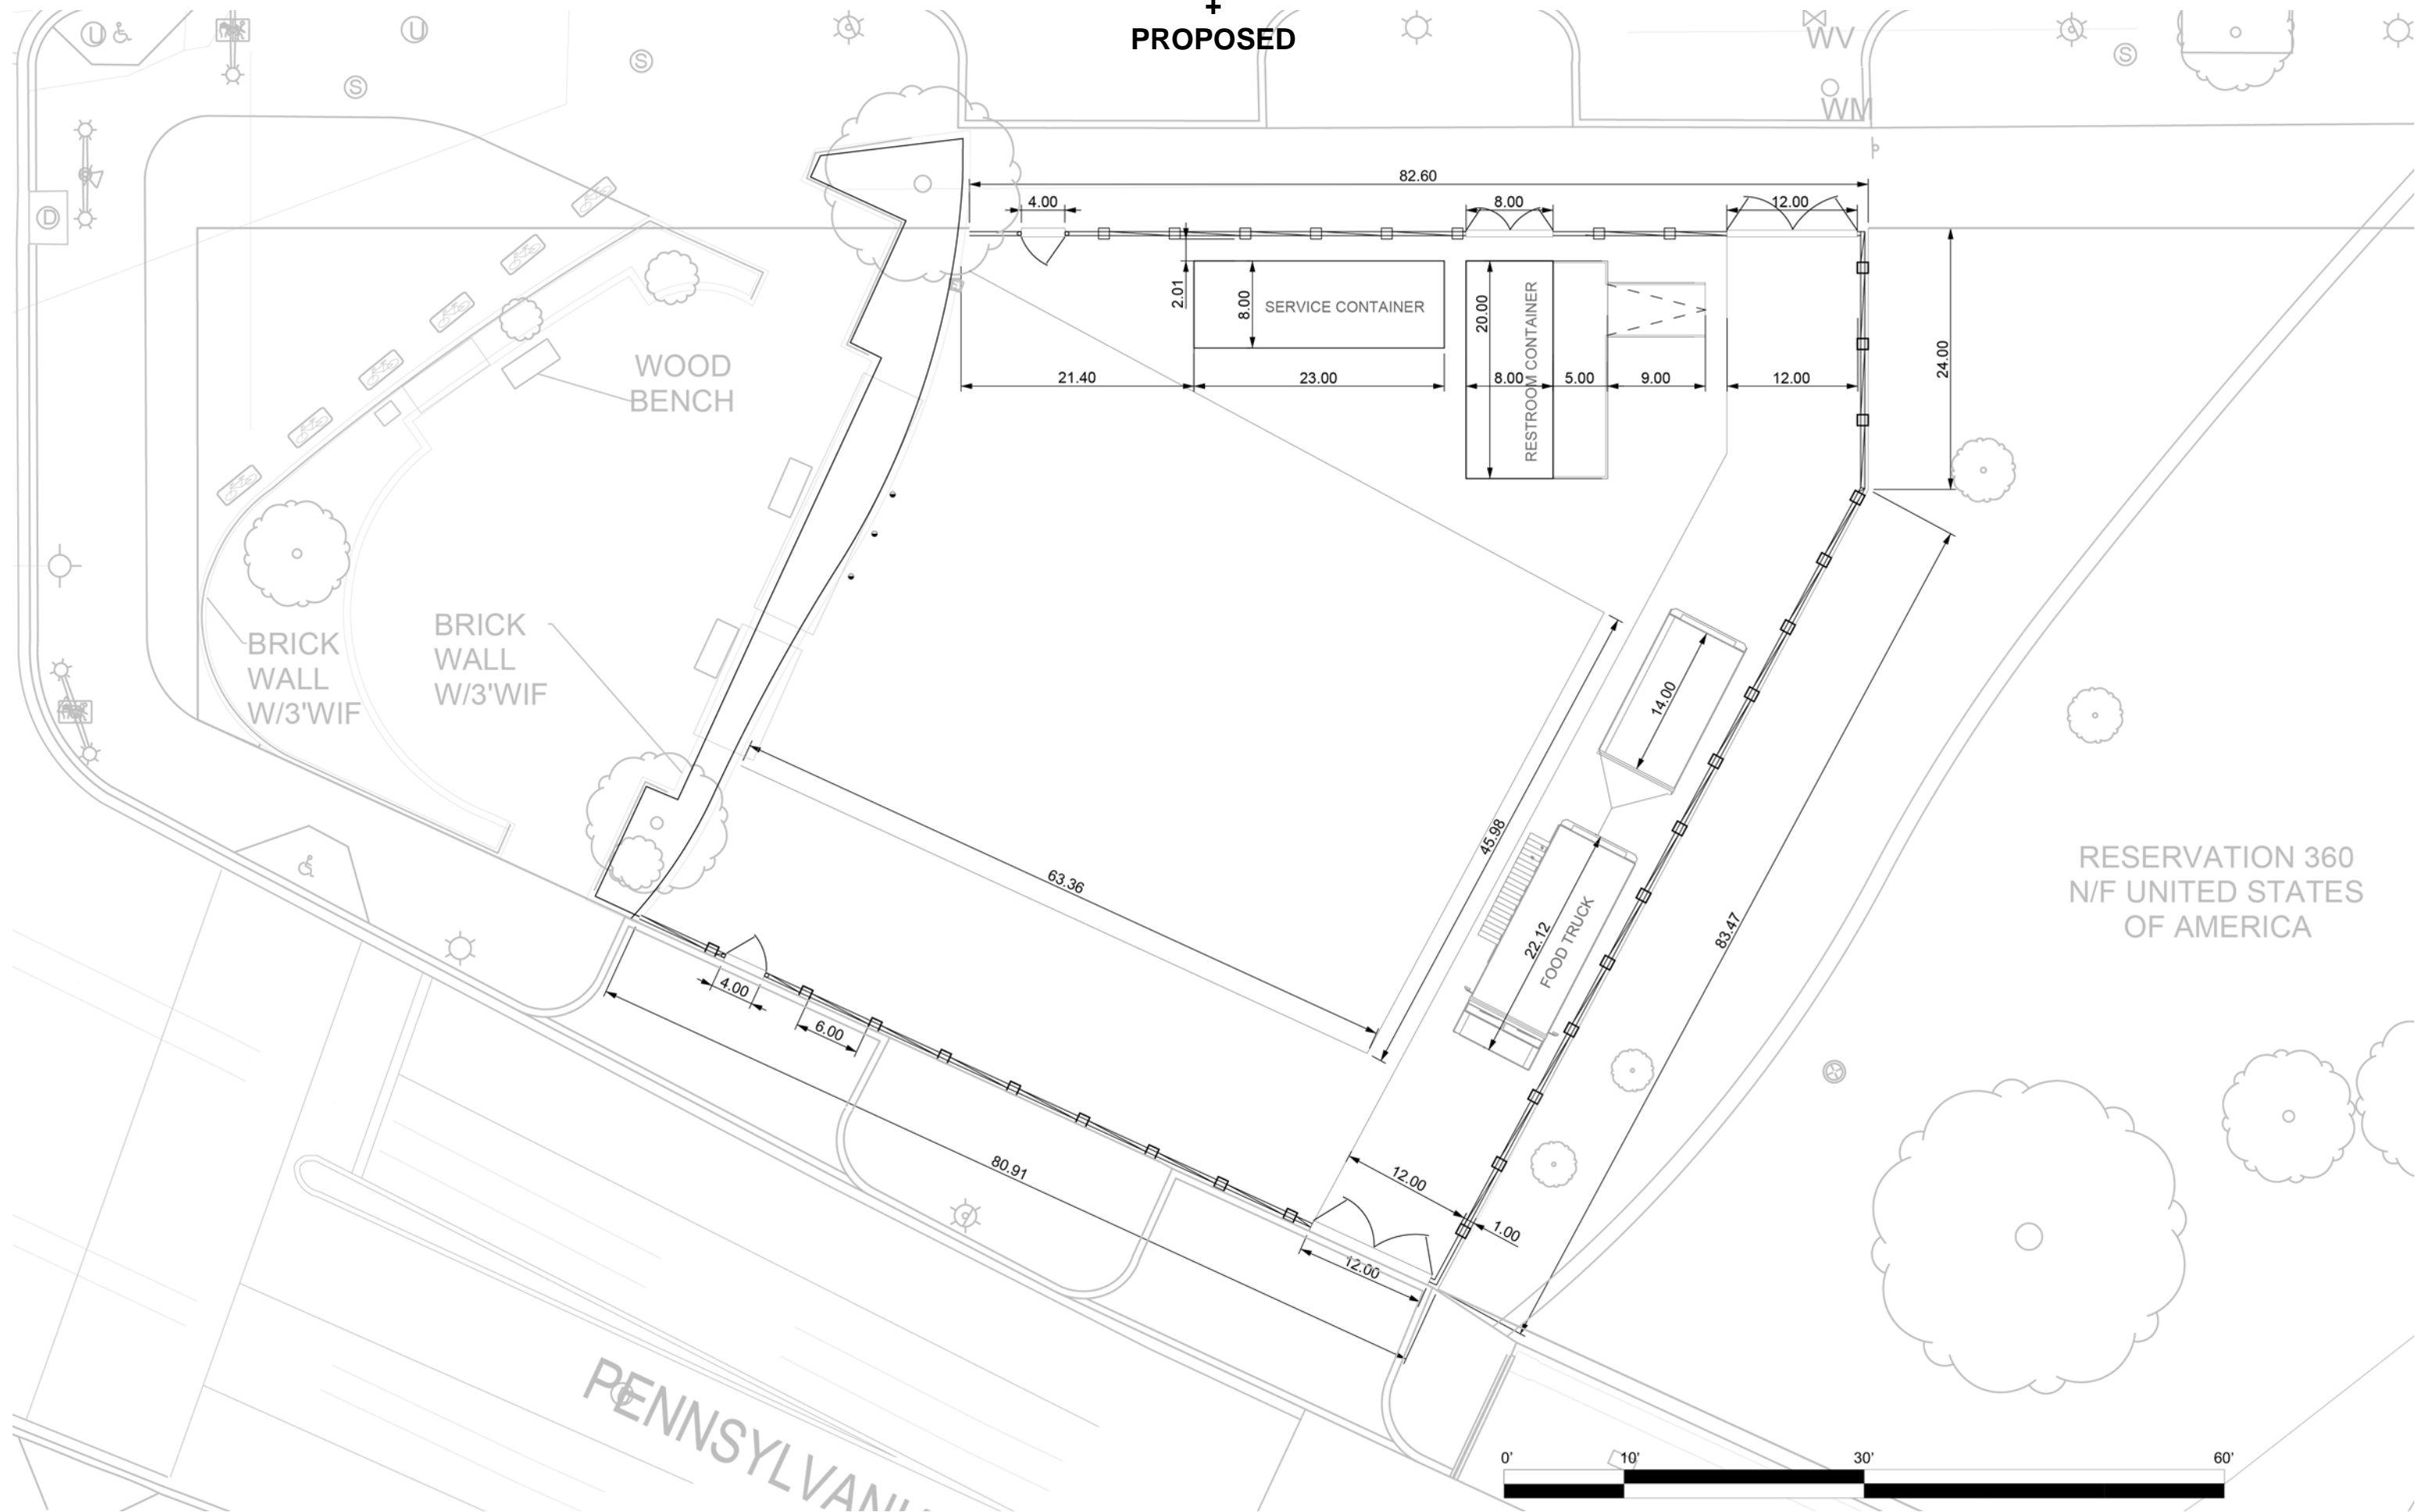 +
PROPOSED
U
U
S
S
S
WV
WM
D
82.60
4.00
8.00
12.00
2.01
8.00
SERVICE CONTAINER
20.00
RESTROOM CONTAINER
24.00
21.40
23.00
8.00
5.00
9.00
12.00
WOOD
BENCH
BRICK
WALL
W/3'WIF
BRICK
WALL
W/3'WIF
14.00
45.98
63.36
22.12
FOOD TRUCK
83.47
RESERVATION 360
N/F UNITED STATES
OF AMERICA
4.00
6.00
80.91
12.00
1.00
12.00
PENNSYLVANI
0'
10'
30'
60'